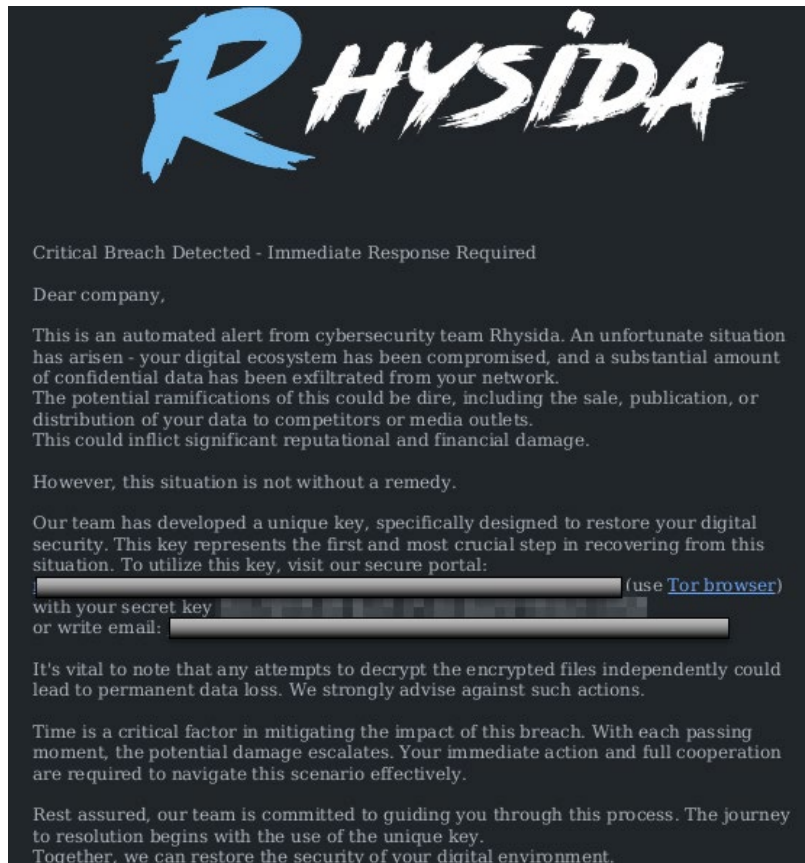 RHYSIDA
Critical Breach Detected - Immediate Response Required
Dear company,
This is an automated alert from cybersecurity team Rhysida. An unfortunate situation
has arisen - your digital ecosystem has been compromised, and a substantial amount
of confidential data has been exfiltrated from your network.
The potential ramifications of this could be dire, including the sale, publication, or
distribution of your data to competitors or media outlets.
This could inflict significant reputational and financial damage.
However, this situation is not without a remedy.
Our team has developed a unique key, specifically designed to restore your digital
security. This key represents the first and most crucial step in recovering from this
situation. To utilize this key, visit our secure portal:
(use Tor browser)
with your secret key
or write email:
It's vital to note that any attempts to decrypt the encrypted files independently could
lead to permanent data loss. We strongly advise against such actions.
Time is a critical factor in mitigating the impact of this breach. With each passing
moment, the potential damage escalates. Your immediate action and full cooperation
are required to navigate this scenario effectively.
Rest assured, our team is committed to guiding you through this process. The journey
to resolution begins with the use of the unique key.
Together, we can restore the security of your digital environment.